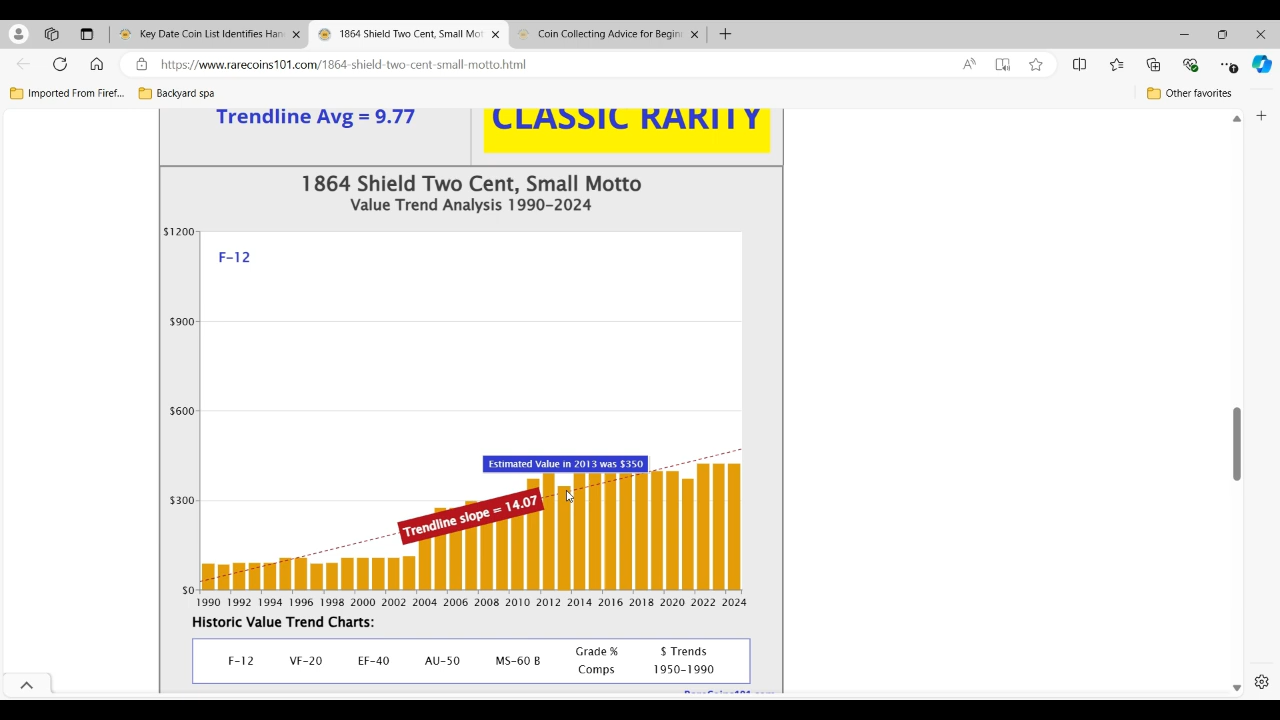 Key Date Coin List Identifies Han
1864 Shield Two Cent, Small Mot
Coin Collecting Advice for Begin
https://www.rarecoins101.com/1864-shield-two-cent-small-motto.html
Imported From Firef...
Backyard spa
Other favorites
Trendline Avg = 9.77
CLASSIC RARITY
1864 Shield Two Cent, Small Motto
Value Trend Analysis 1990-2024
$1200
F-12
$900
$600
Estimated Value in 2013 was $350
$300
Trendline slope = 14.07
$0
1990 1992 1994 1996 1998 2000 2002 2004 2006 2008 2010 2012 2014 2016 2018 2020 2022 2024
Historic Value Trend Charts:
F-12 VF-20 EF-40 AU-50 MS-60 B Grade % Comps $ Trends 1950-1990
RareCoins101.com